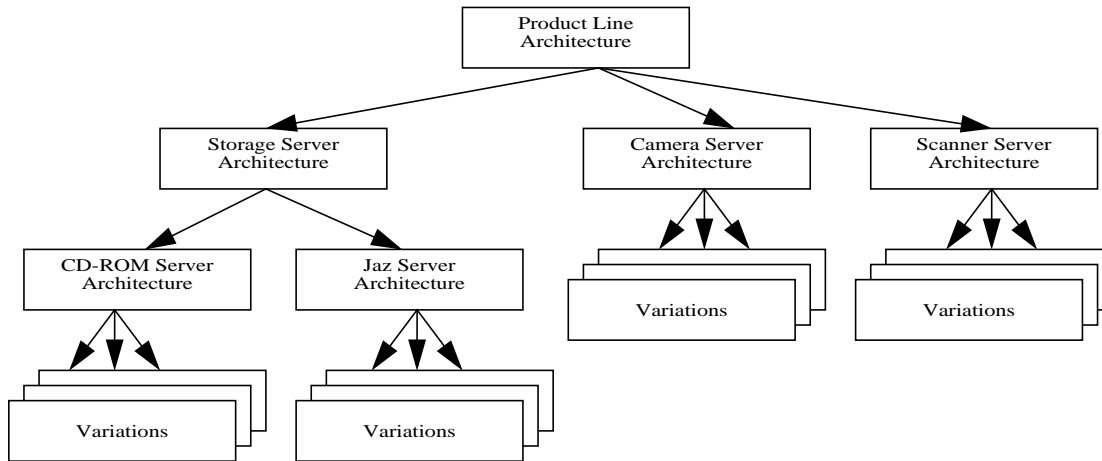 Product Line
Architecture
Storage Server
Architecture
Camera Server
Architecture
Scanner Server
Architecture
CD-ROM Server
Architecture
Jaz Server
Architecture
Variations
Variations
Variations
Variations